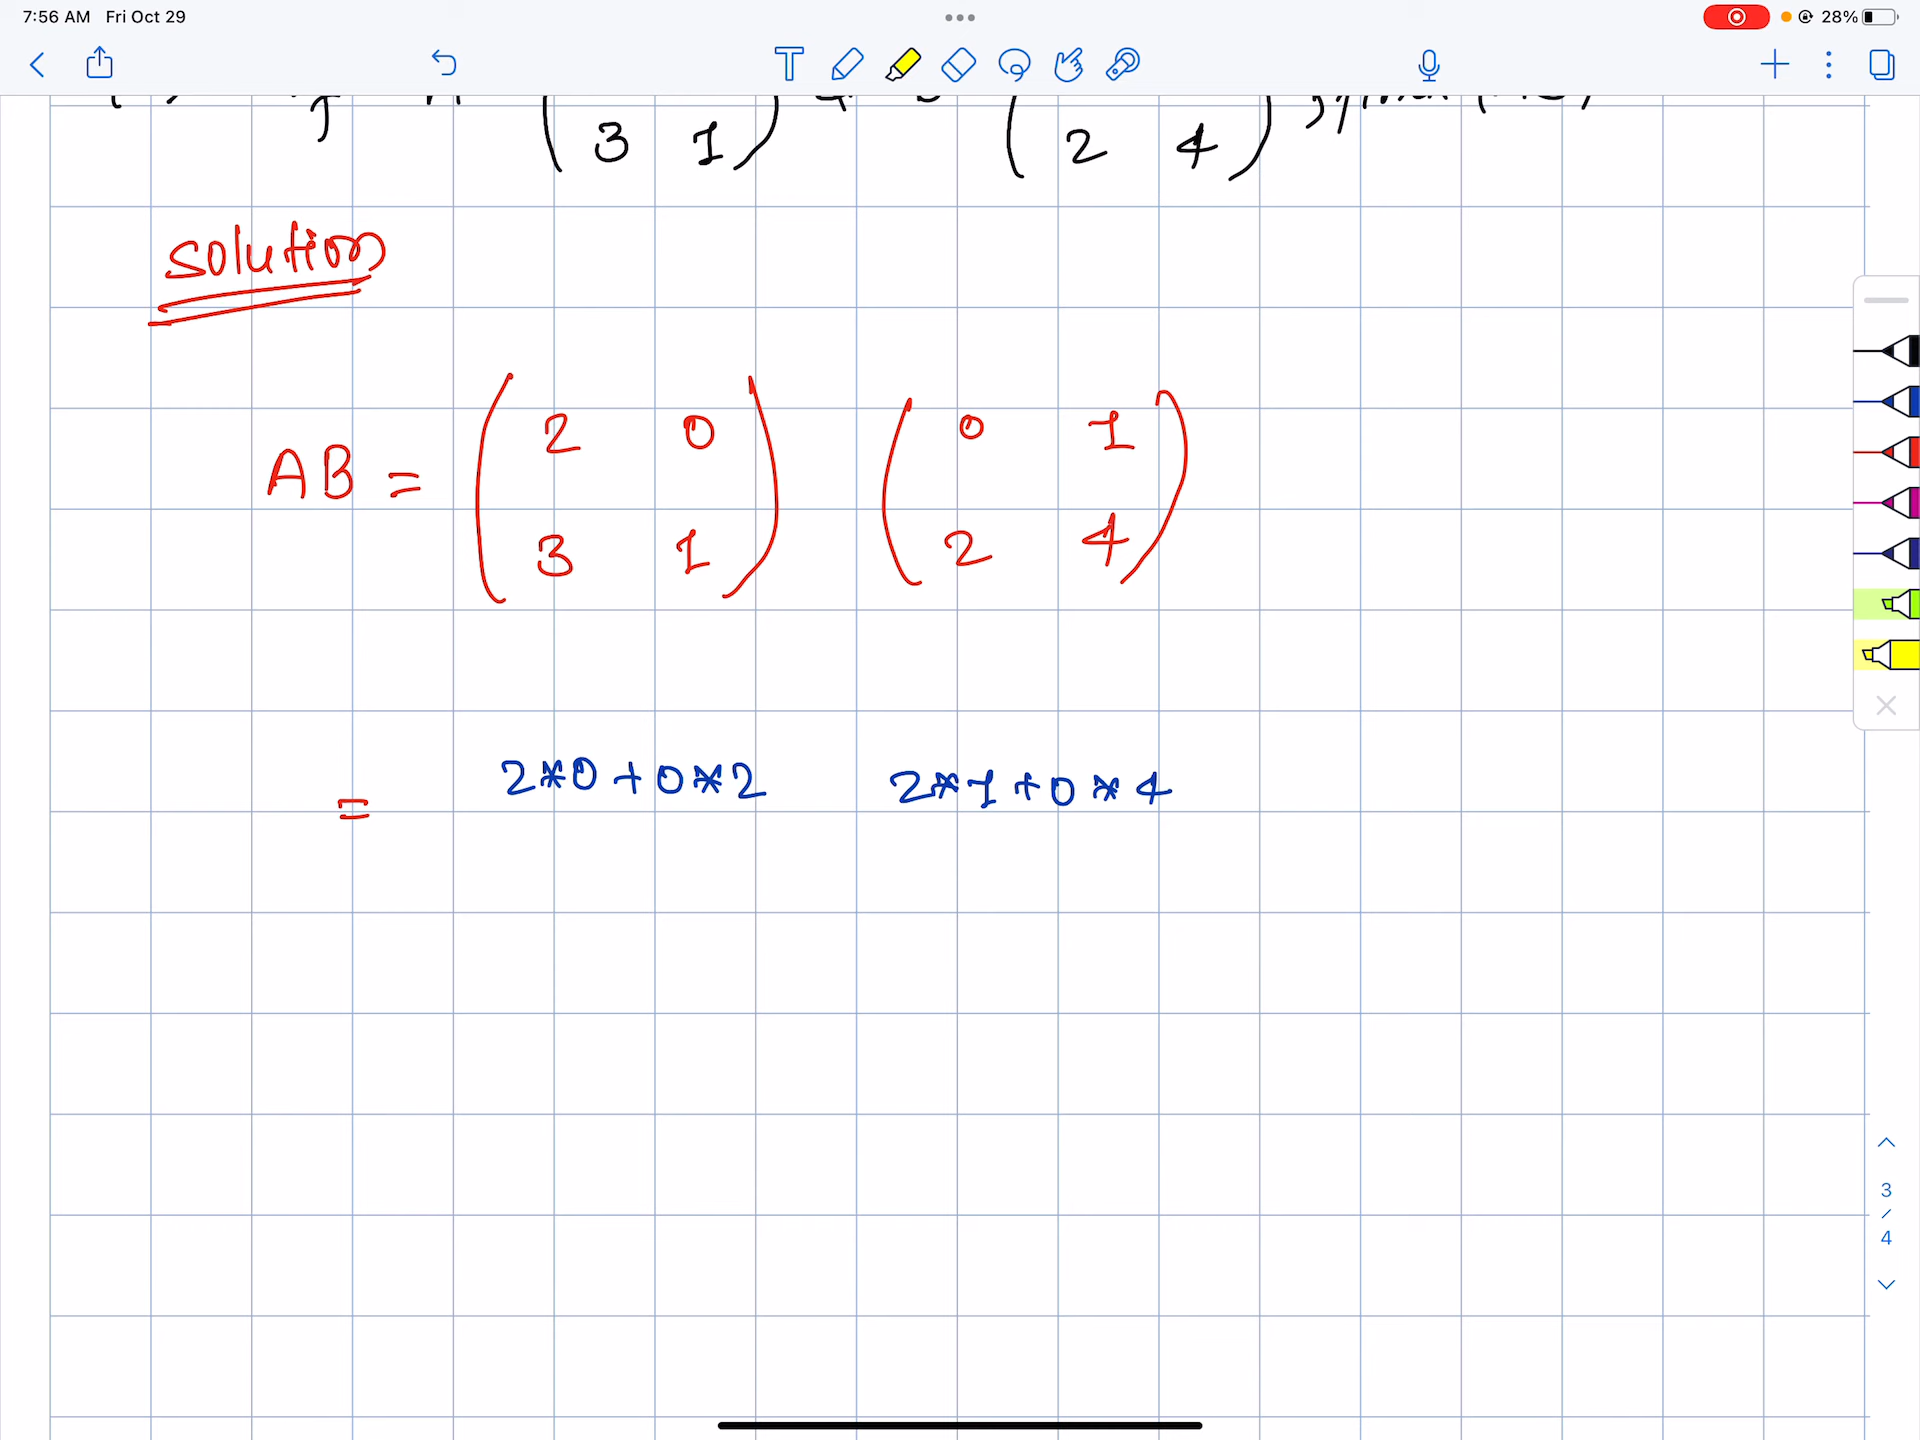 7:56 AM Fri Oct 29
28%
3 1 2 4
solution
AB = ( 2 0 ) ( 0 1 )
3 1 2 4
= 2*0+0*2 2*1+0*4
3
/
4